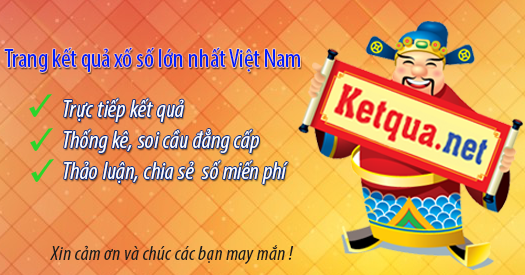 Trang kết quả xổ số lớn nhất Việt Nam
Trực tiếp kết quả
Thống kê, soi cầu đẳng cấp
Thảo luận, chia sẻ số miễn phí
Ketqua.net
Xin cảm ơn và chúc các bạn may mắn !